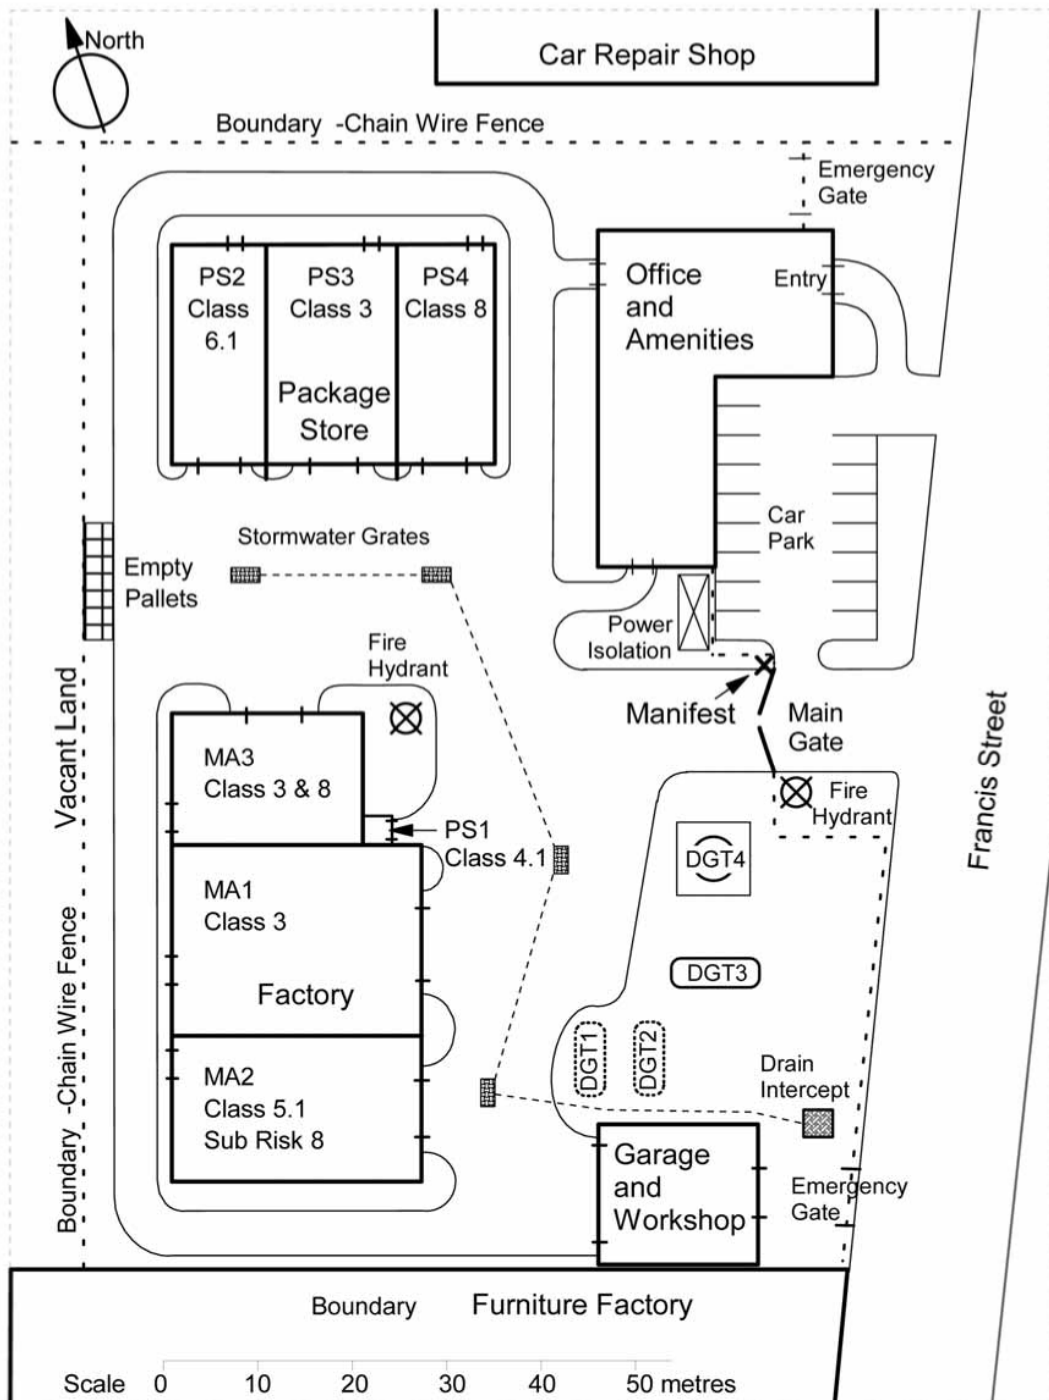 North
Car Repair Shop
Boundary -Chain Wire Fence
Emergency
Gate
PS2
Class
6.1
PS3
Class 3
PS4
Class 8
Package
Store
Office
and
Amenities
Entry
Stormwater Grates
Empty
Pallets
Car
Park
Power
Isolation
Fire
Hydrant
Manifest
Main
Gate
Vacant Land
Francis Street
MA3
Class 3 & 8
PS1
Class 4.1
Fire
Hydrant
DGT4
MA1
Class 3
Factory
DGT3
DGT1
DGT2
Boundary -Chain Wire Fence
MA2
Class 5.1
Sub Risk 8
Drain
Intercept
Garage
and
Workshop
Emergency
Gate
Boundary
Furniture Factory
Scale 0 10 20 30 40 50 metres